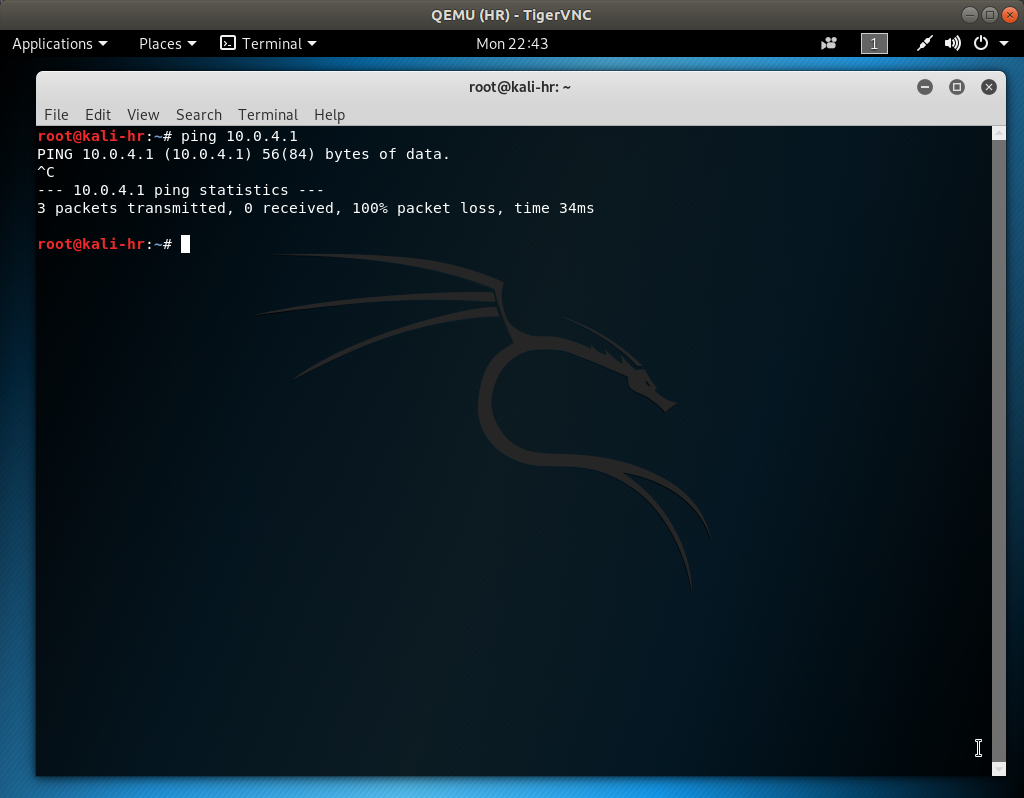 QEMU (HR) - TigerVNC
Applications Places Terminal Mon 22:43 1
root@kali-hr: ~
File Edit View Search Terminal Help
root@kali-hr:~# ping 10.0.4.1
PING 10.0.4.1 (10.0.4.1) 56(84) bytes of data.
^C
--- 10.0.4.1 ping statistics ---
3 packets transmitted, 0 received, 100% packet loss, time 34ms
root@kali-hr:~#